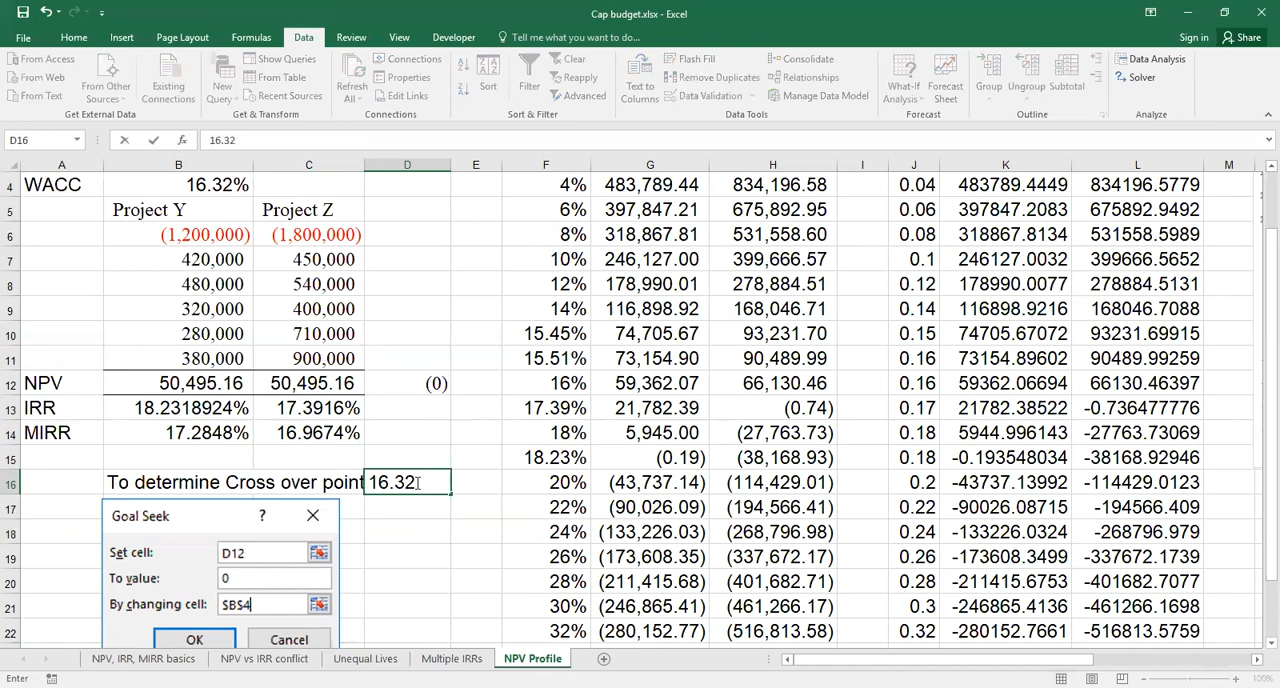 Cap budget.xlsx - Excel
File Home Insert Page Layout Formulas Data Review View Developer Tell me what you want to do... Sign in Share
From Access
From Web
From Text
From Other Sources
Existing Connections
Get External Data
New Query
Show Queries
From Table
Recent Sources
Get & Transform
Refresh All
Connections
Properties
Edit Links
Connections
Sort
Filter
Clear
Reapply
Advanced
Sort & Filter
Text to Columns
Flash Fill
Remove Duplicates
Data Validation
Consolidate
Relationships
Manage Data Model
Data Tools
What-If Analysis
Forecast Sheet
Forecast
Group
Ungroup
Subtotal
Outline
Data Analysis
Solver
Analyze
D16 fx 16.32
A B C D E F G H I J K L M
4 WACC 16.32% 4% 483,789.44 834,196.58 0.04 483789.4449 834196.5779
5 Project Y Project Z 6% 397,847.21 675,892.95 0.06 397847.2083 675892.9492
6 (1,200,000) (1,800,000) 8% 318,867.81 531,558.60 0.08 318867.8134 531558.5989
7 420,000 450,000 10% 246,127.00 399,666.57 0.1 246127.0032 399666.5652
8 480,000 540,000 12% 178,990.01 278,884.51 0.12 178990.0077 278884.5131
9 320,000 400,000 14% 116,898.92 168,046.71 0.14 116898.9216 168046.7088
10 280,000 710,000 15.45% 74,705.67 93,231.70 0.15 74705.67072 93231.69915
11 380,000 900,000 15.51% 73,154.90 90,489.99 0.16 73154.89602 90489.99259
12 NPV 50,495.16 50,495.16 (0) 16% 59,362.07 66,130.46 0.16 59362.06694 66130.46397
13 IRR 18.2318924% 17.3916% 17.39% 21,782.39 (0.74) 0.17 21782.38522 -0.736477776
14 MIRR 17.2848% 16.9674% 18% 5,945.00 (27,763.73) 0.18 5944.996143 -27763.73069
15 18.23% (0.19) (38,168.93) 0.18 -0.193548034 -38168.92946
16 To determine Cross over point 16.32 20% (43,737.14) (114,429.01) 0.2 -43737.13992 -114429.0123
17 22% (90,026.09) (194,566.41) 0.22 -90026.08715 -194566.409
18 24% (133,226.03) (268,796.98) 0.24 -133226.0324 -268796.979
19 26% (173,608.35) (337,672.17) 0.26 -173608.3499 -337672.1739
20 28% (211,415.68) (401,682.71) 0.28 -211415.6753 -401682.7077
21 30% (246,865.41) (461,266.17) 0.3 -246865.4136 -461266.1698
22 32% (280,152.77) (516,813.58) 0.32 -280152.7661 -516813.5759
Goal Seek ?
Set cell: D12
To value: 0
By changing cell: $B$4
OK Cancel
NPV, IRR, MIRR basics NPV vs IRR conflict Unequal Lives Multiple IRRs NPV Profile
Enter 100%